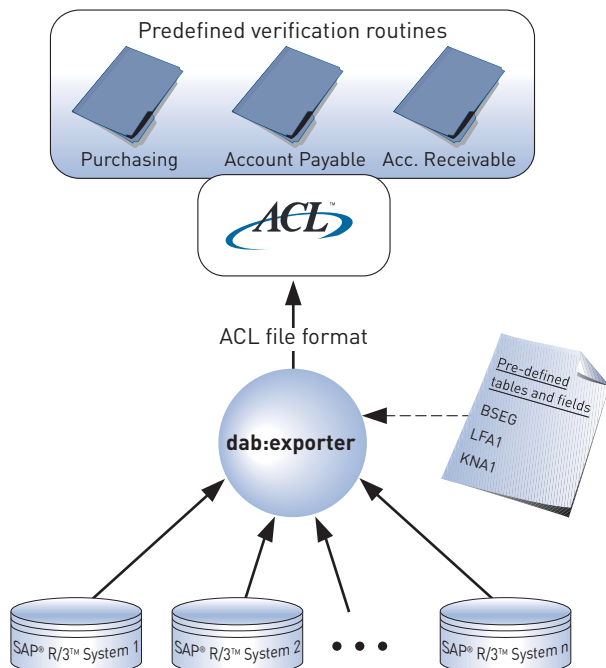 Predefined verification routines
Purchasing
Account Payable
Acc. Receivable
ACL™
ACL file format
Pre-defined
tables and fields
BSEG
LFA1
KNA1
dab:exporter
SAP® R/3™ System 1
SAP® R/3™ System 2
• • •
SAP® R/3™ System n